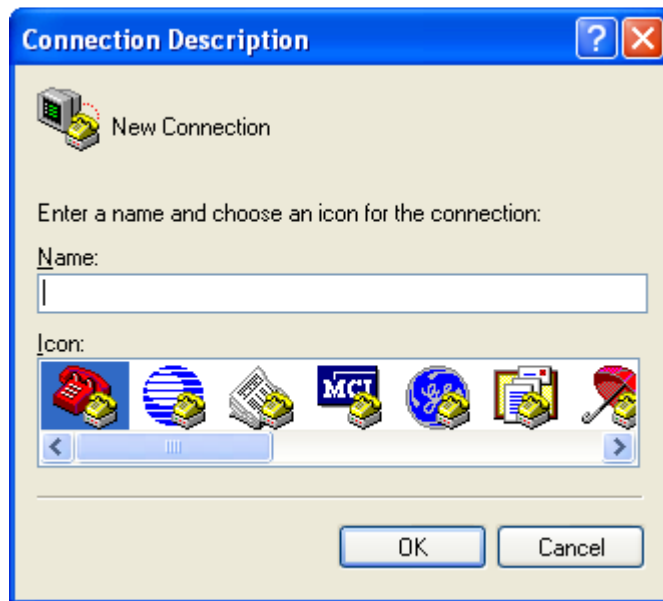 Connection Description
New Connection
Enter a name and choose an icon for the connection:
Name:
Icon:
MCI
OK
Cancel